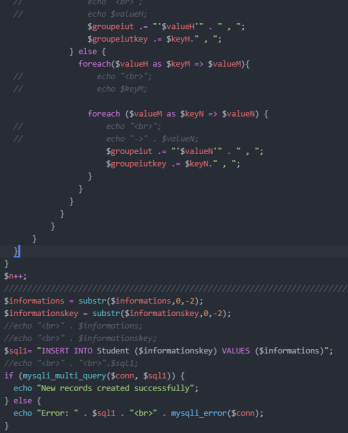 // echo "<br>";
// echo $valueH;
$groupeiut .= "'$valueH'" . " , ";
$groupeiutkey .= $keyH." , ";
} else {
foreach($valueH as $keyM => $valueM){
// echo "<br>";
// echo $keyM;
foreach ($valueM as $keyN => $valueN) {
// echo "<br>";
// echo "->" . $valueN;
$groupeiut .= "'$valueN'" . " , ";
$groupeiutkey .= $keyN." , ";
}
}
}
}
}
}
}
$n++;
////////////////////////////////////////////////////////////////////////////
$informations = substr($informations,0,-2);
$informationskey = substr($informationskey,0,-2);
//echo "<br>" . $informations;
//echo "<br>" . $informationskey;
$sql1= "INSERT INTO Student ($informationskey) VALUES ($informations)";
//echo "<br>" . "<br>".$sql1;
if (mysqli_multi_query($conn, $sql1)) {
echo "New records created successfully";
} else {
echo "Error: " . $sql1 . "<br>" . mysqli_error($conn);
}